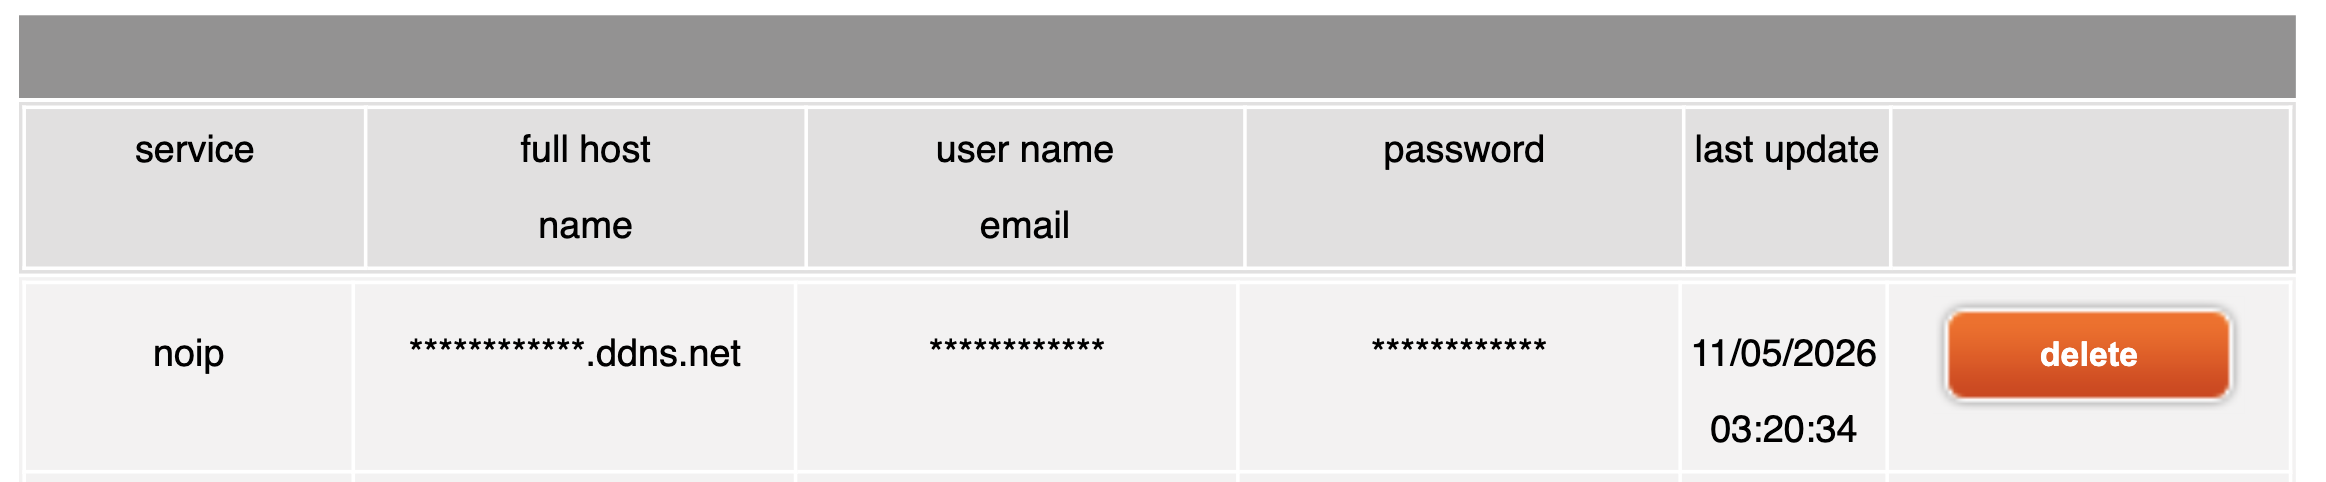 service full host user name password last update
name email
noip ************.ddns.net ************ ************ 11/05/2026 delete
03:20:34